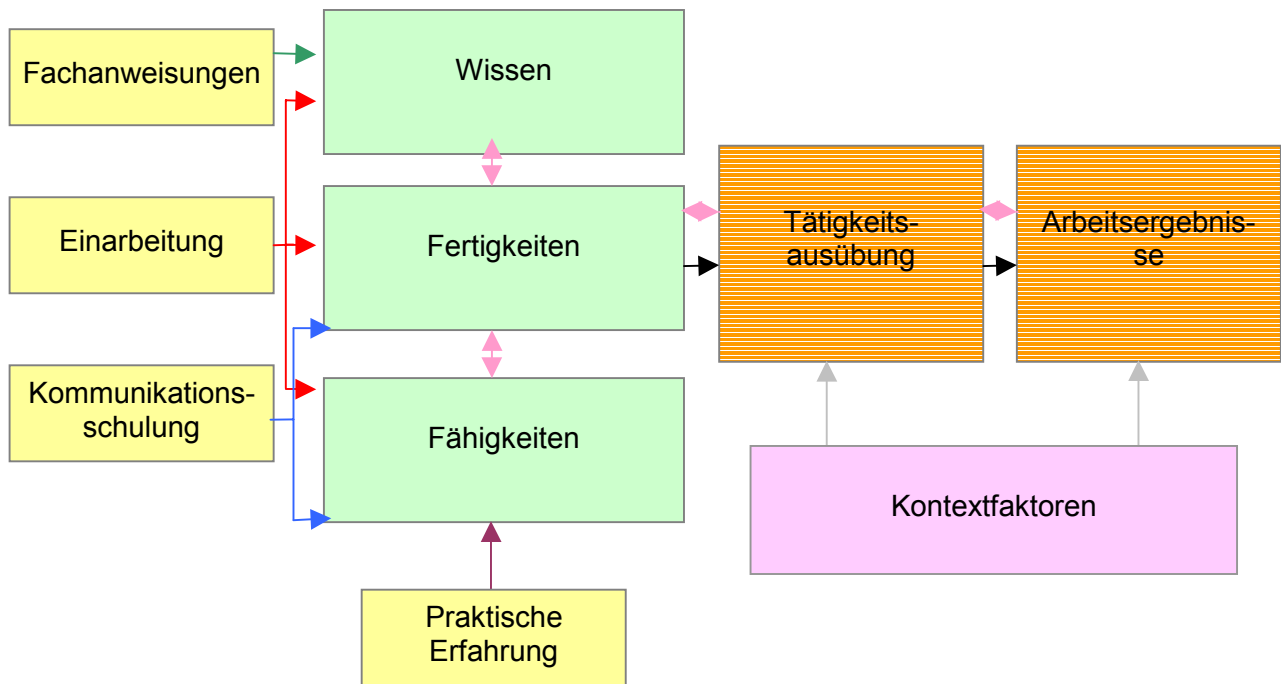 Fachanweisungen
Wissen
Einarbeitung
Fertigkeiten
Tätigkeits-
ausübung
Arbeitsergebnis-
se
Kommunikations-
schulung
Fähigkeiten
Kontextfaktoren
Praktische
Erfahrung